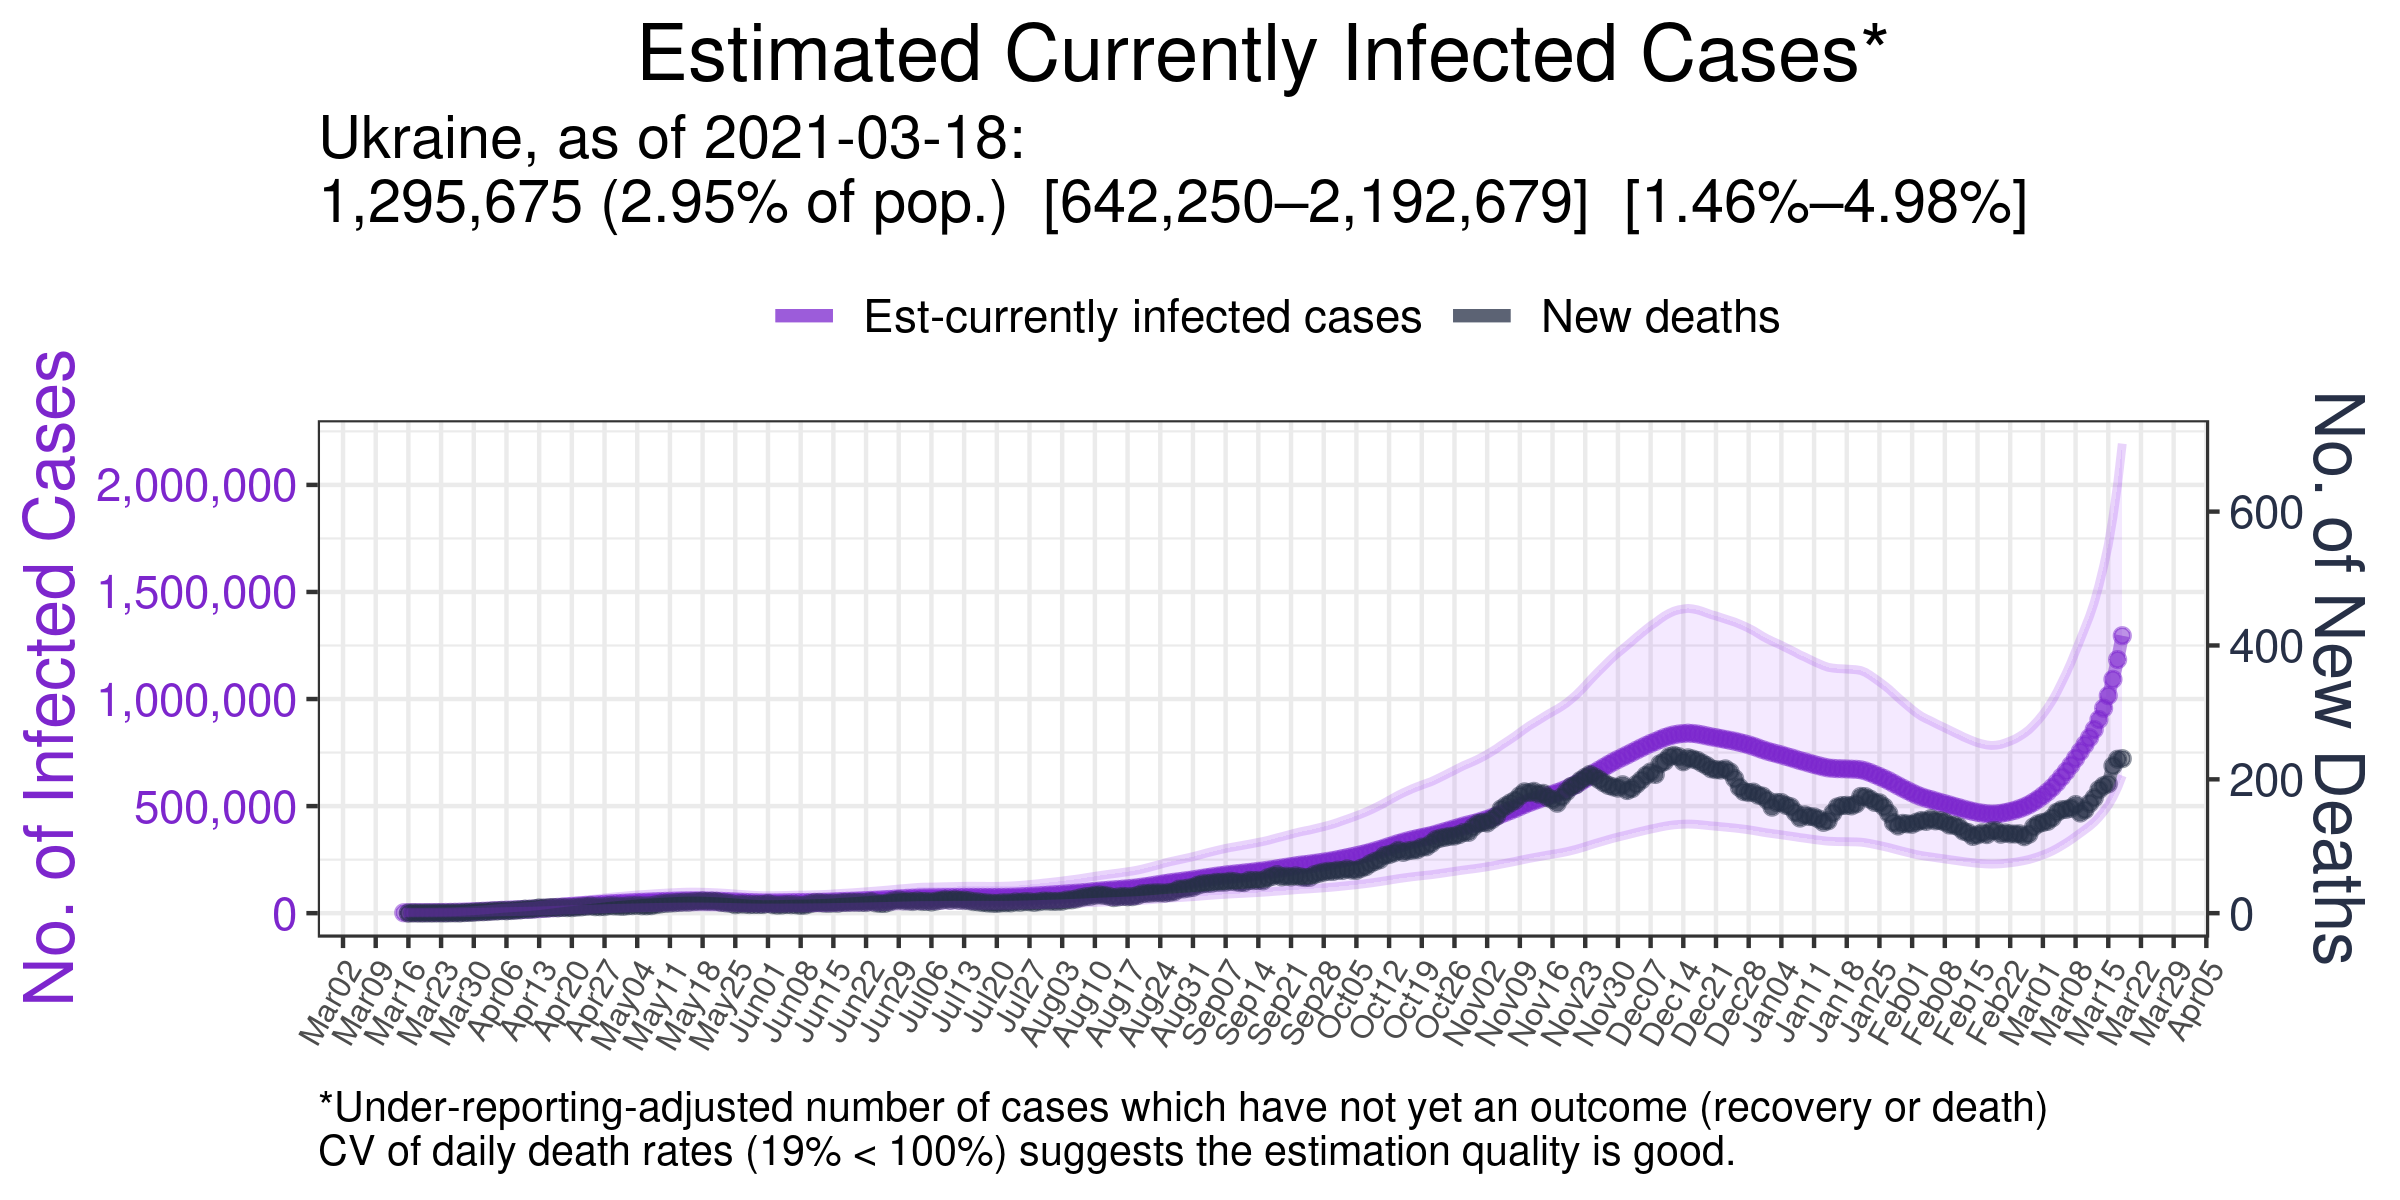 Estimated Currently Infected Cases*
Ukraine, as of 2021-03-18:
1,295,675 (2.95% of pop.) [642,250–2,192,679] [1.46%–4.98%]
Est-currently infected cases New deaths
No. of Infected Cases
2,000,000
1,500,000
1,000,000
500,000
0
600
400
200
0
No. of New Deaths
Mar02 Mar09 Mar16 Mar23 Mar30 Apr06 Apr13 Apr20 Apr27 May04 May11 May18 May25 Jun01 Jun08 Jun15 Jun22 Jun29 Jul06 Jul13 Jul20 Jul27 Aug03 Aug10 Aug17 Aug24 Aug31 Sep07 Sep14 Sep21 Sep28 Oct05 Oct12 Oct19 Oct26 Nov02 Nov09 Nov16 Nov23 Nov30 Dec07 Dec14 Dec21 Dec28 Jan04 Jan11 Jan18 Jan25 Feb01 Feb08 Feb15 Feb22 Mar01 Mar08 Mar15 Mar22 Mar29 Apr05
*Under-reporting-adjusted number of cases which have not yet an outcome (recovery or death)
CV of daily death rates (19% < 100%) suggests the estimation quality is good.